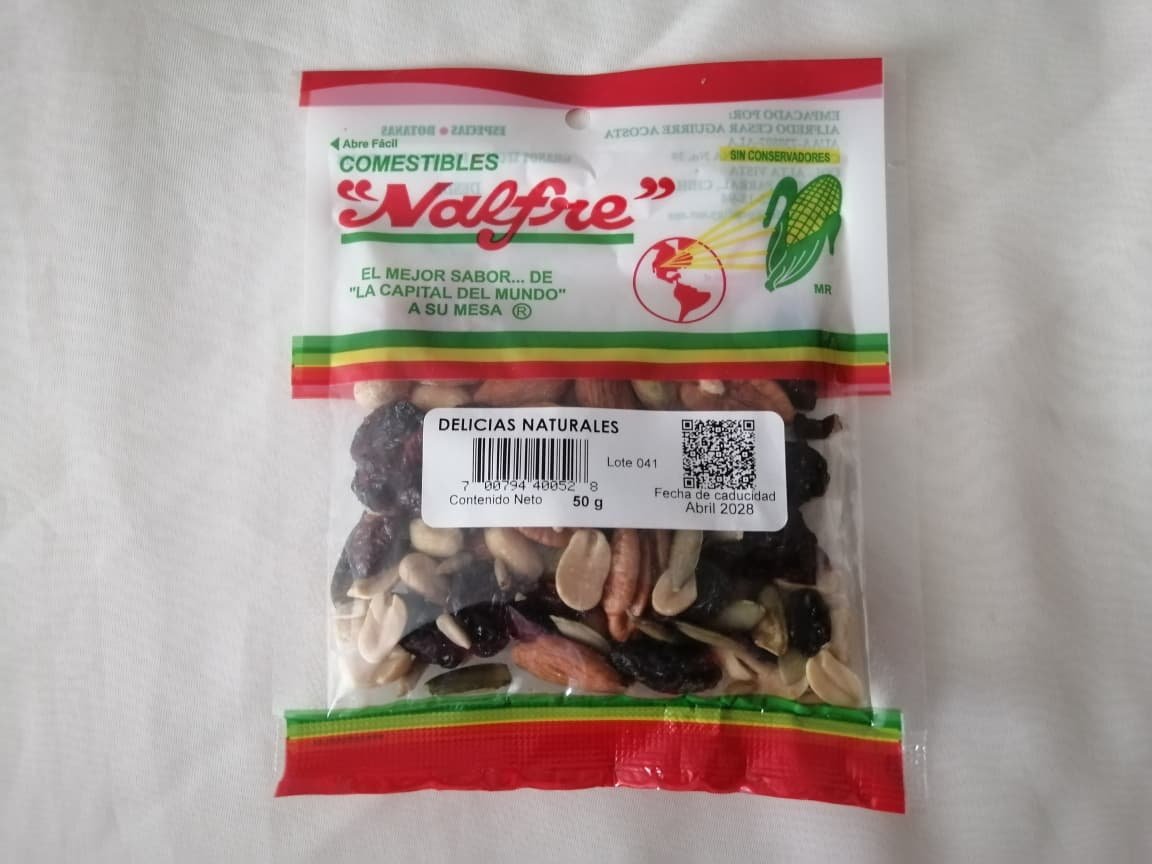 Abre Fácil
COMESTIBLES
"Nalfre"
EL MEJOR SABOR... DE
"LA CAPITAL DEL MUNDO"
A SU MESA ®
SIN CONSERVADORES
MR
EMPACADO POR:
ALFREDO CESAR AGUIRRE ACOSTA
ESPECIAS • BOTANAS
DELICIAS NATURALES
Lote 041
7 00794 40052 8
Contenido Neto 50 g
Fecha de caducidad
Abril 2028